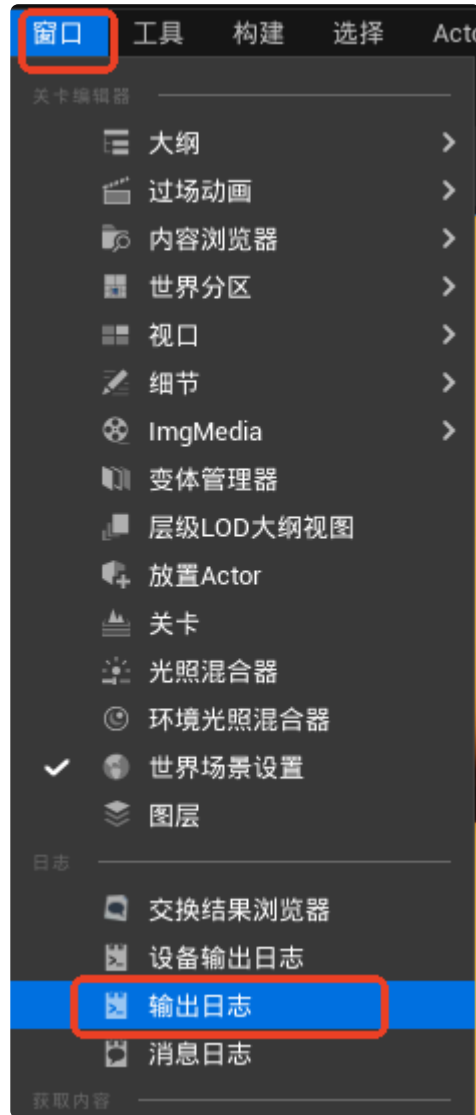 窗口 工具 构建 选择 Acto
关卡编辑器
大纲
过场动画
内容浏览器
世界分区
视口
细节
ImgMedia
变体管理器
层级LOD大纲视图
放置Actor
关卡
光照混合器
环境光照混合器
世界场景设置
图层
日志
交换结果浏览器
设备输出日志
输出日志
消息日志
获取内容